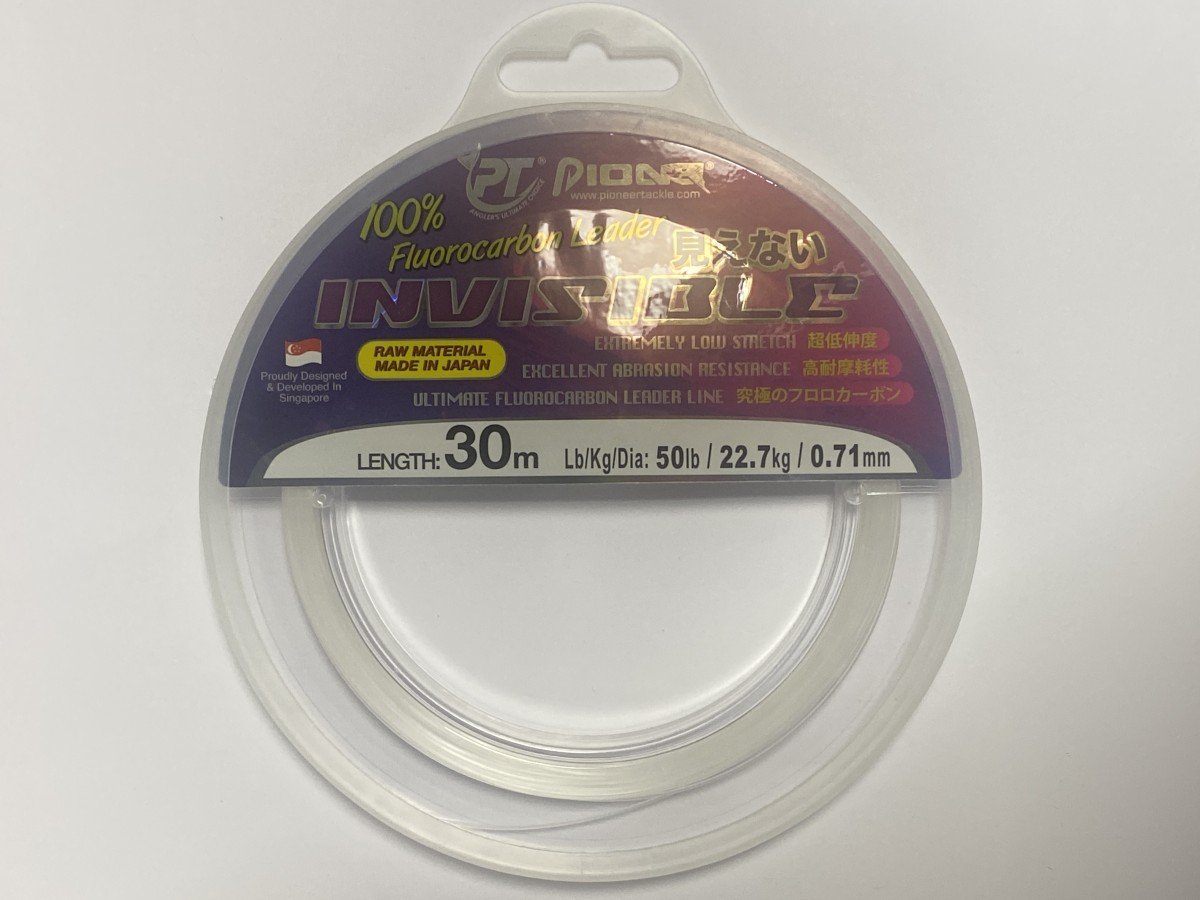 PT® PIONEER®
ANGLER'S ULTIMATE CHOICE
www.pioneertackle.com
100%
Fluorocarbon Leader
見えない
INVISIBLE
EXTREMELY LOW STRETCH 超低伸度
EXCELLENT ABRASION RESISTANCE 高耐摩耗性
ULTIMATE FLUOROCARBON LEADER LINE 究極のフロロカーボン
RAW MATERIAL
MADE IN JAPAN
Proudly Designed
& Developed In
Singapore
LENGTH: 30m Lb/Kg/Dia: 50lb / 22.7kg / 0.71mm